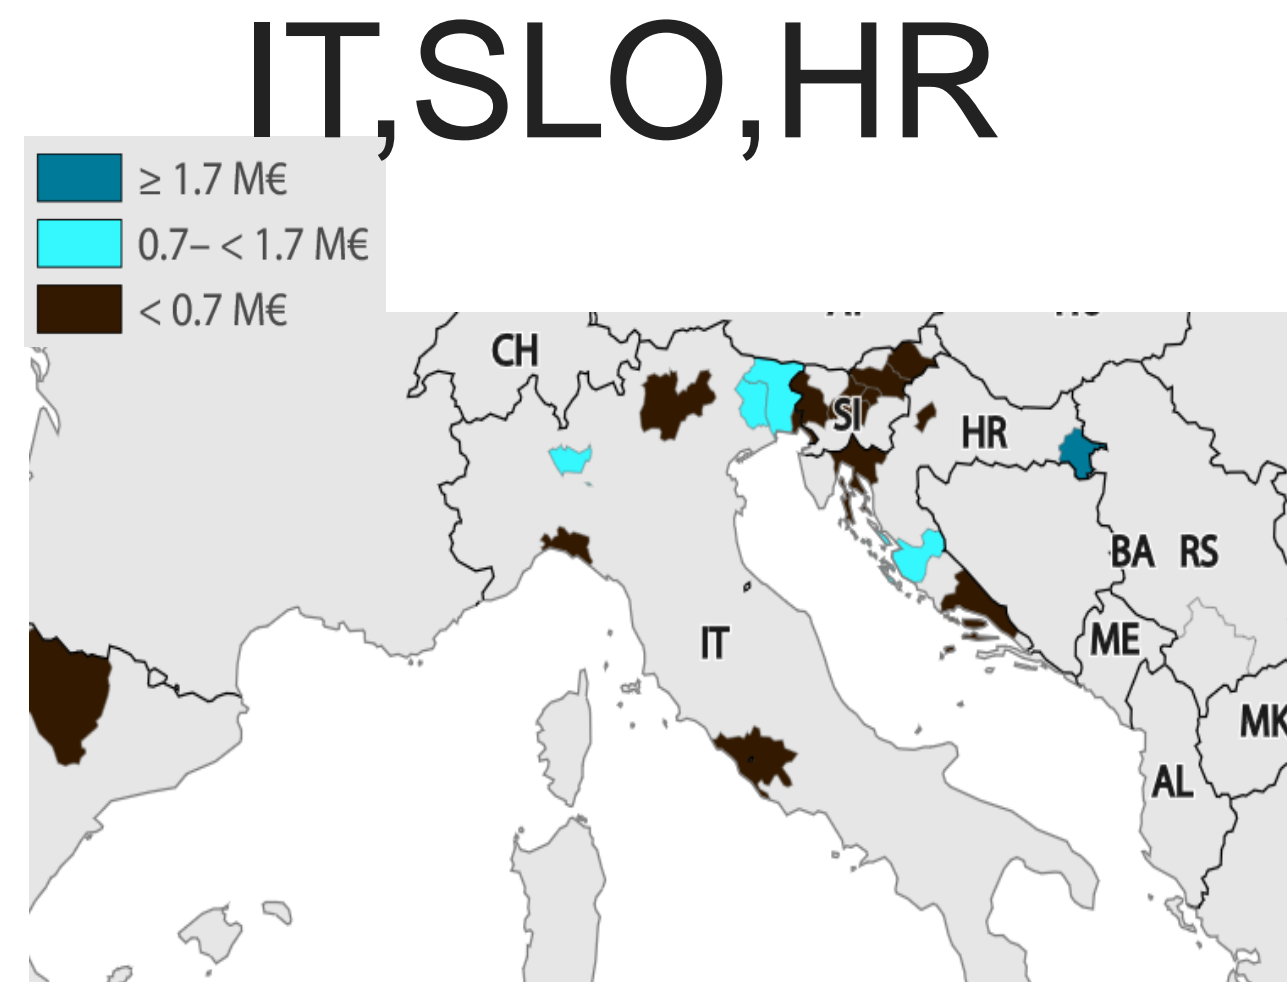 IT,SLO,HR
≥ 1.7 M€
0.7– < 1.7 M€
< 0.7 M€
CH
SI
HR
BA RS
IT
ME
MK
AL